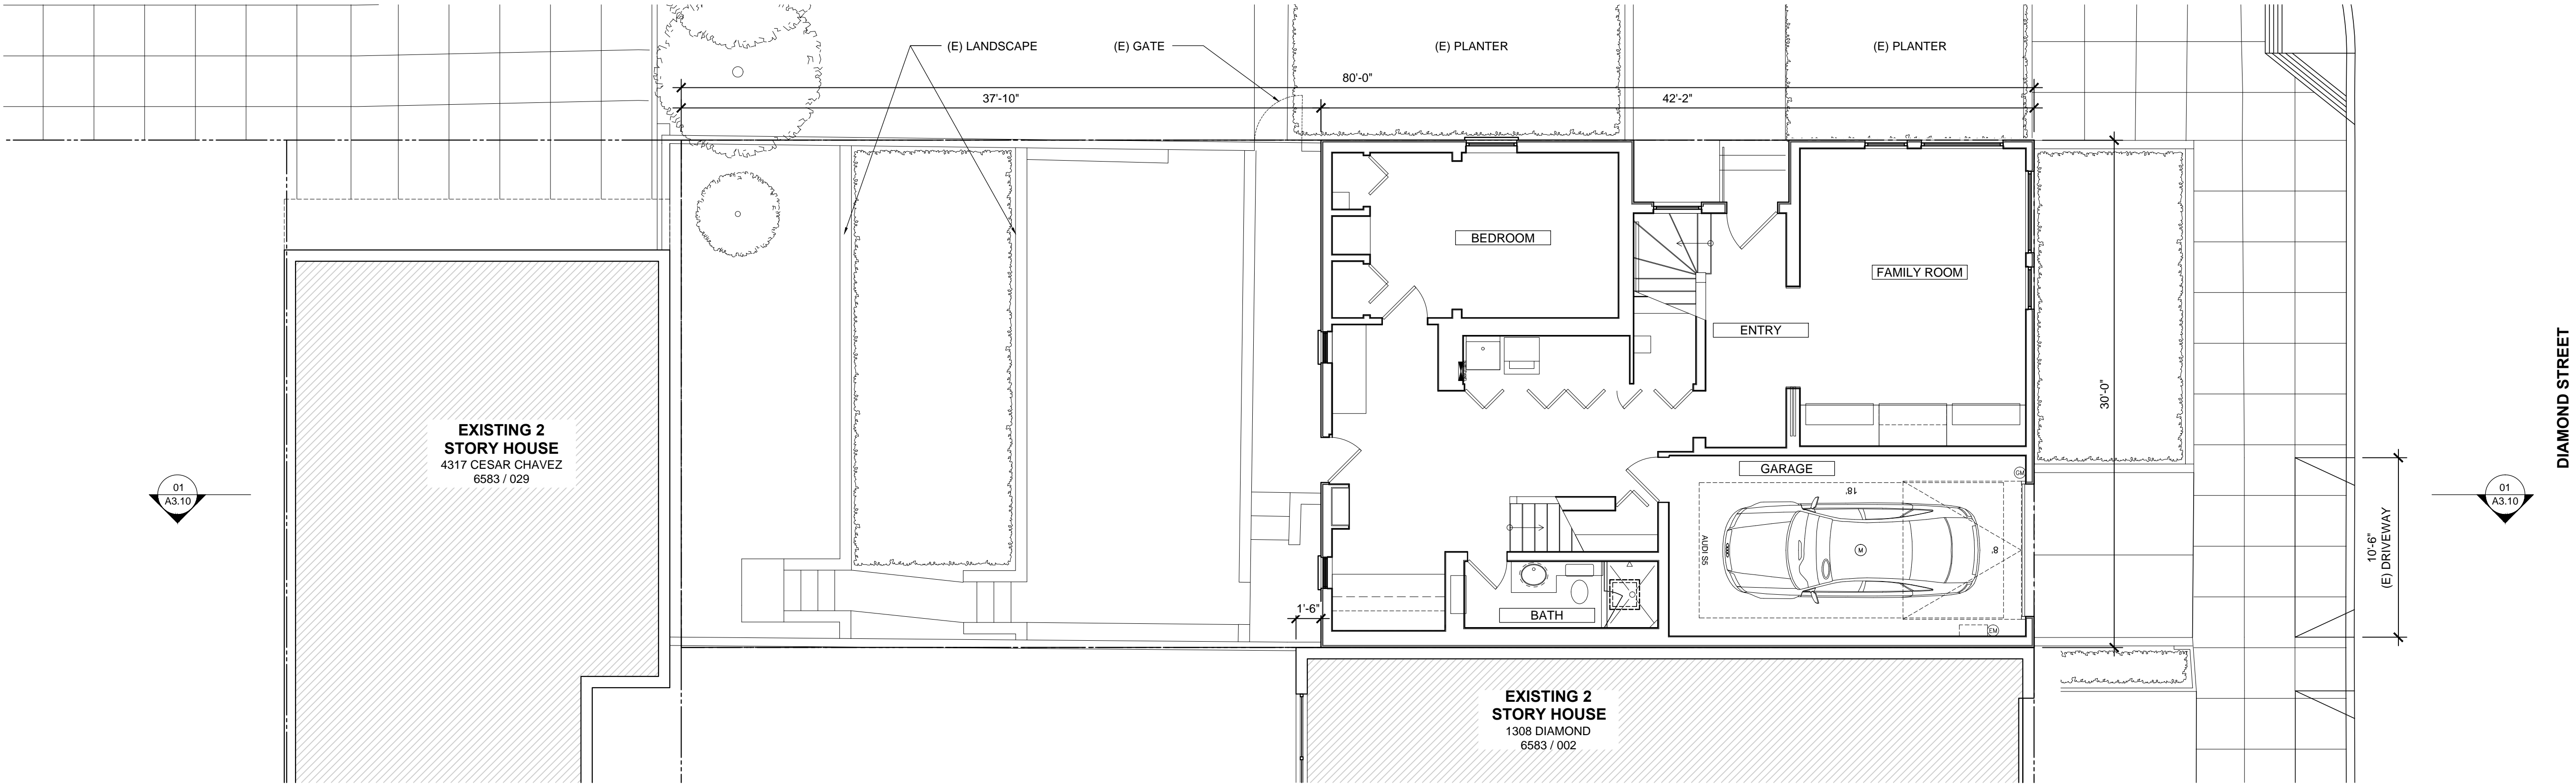 (E) LANDSCAPE
(E) GATE
(E) PLANTER
(E) PLANTER
80'-0"
37'-10"
42'-2"
BEDROOM
FAMILY ROOM
ENTRY
30'-0"
DIAMOND STREET
EXISTING 2
STORY HOUSE
4317 CESAR CHAVEZ
6583 / 029
01
A3.10
GARAGE
GM
18'
AUDI S5
M
8'
EM
01
A3.10
10'-6"
(E) DRIVEWAY
1'-6"
BATH
EXISTING 2
STORY HOUSE
1308 DIAMOND
6583 / 002